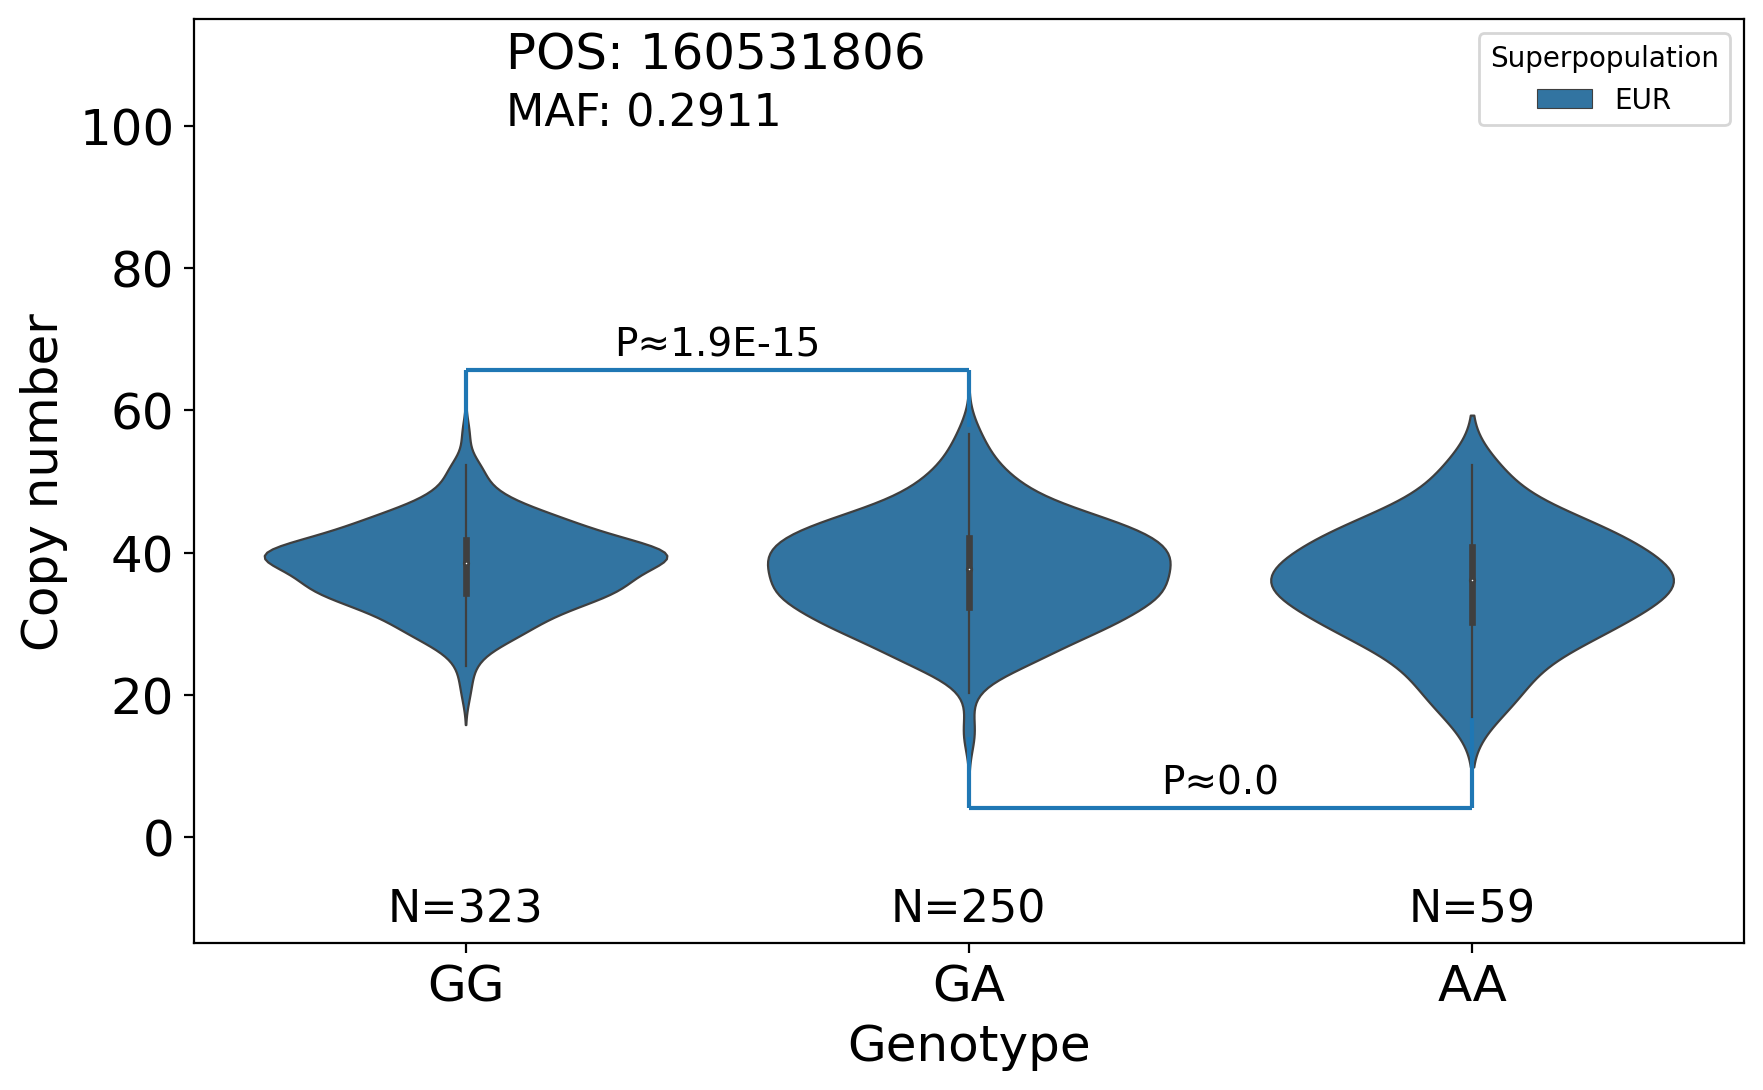 POS: 160531806
MAF: 0.2911
Superpopulation
EUR
100
80
60
40
20
0
Copy number
P≈1.9E-15
P≈0.0
N=323
N=250
N=59
GG
GA
AA
Genotype